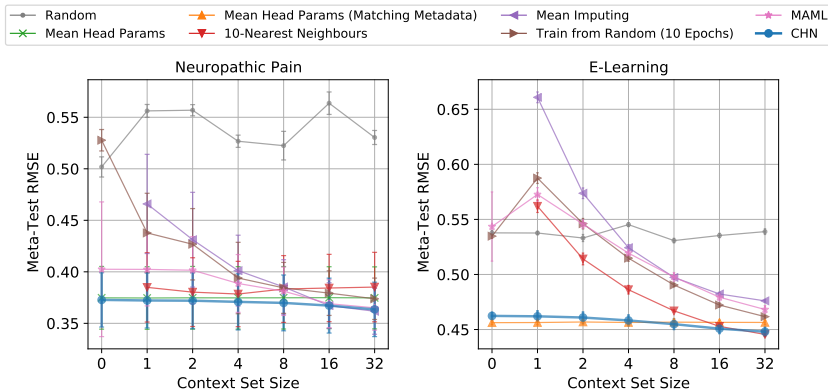 Random
Mean Head Params (Matching Metadata)
Mean Imputing
MAML
Mean Head Params
10-Nearest Neighbours
Train from Random (10 Epochs)
CHN
Neuropathic Pain
E-Learning
Meta-Test RMSE
0.55
0.50
0.45
0.40
0.35
0 1 2 4 8 16 32
Context Set Size
Meta-Test RMSE
0.65
0.60
0.55
0.50
0.45
0 1 2 4 8 16 32
Context Set Size